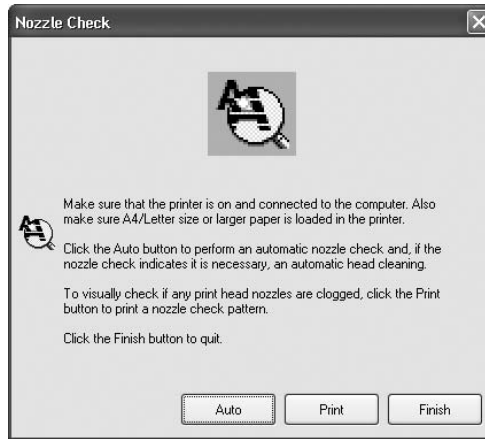 Nozzle Check
Make sure that the printer is on and connected to the computer. Also
make sure A4/Letter size or larger paper is loaded in the printer.
Click the Auto button to perform an automatic nozzle check and, if the
nozzle check indicates it is necessary, an automatic head cleaning.
To visually check if any print head nozzles are clogged, click the Print
button to print a nozzle check pattern.
Click the Finish button to quit.
Auto
Print
Finish